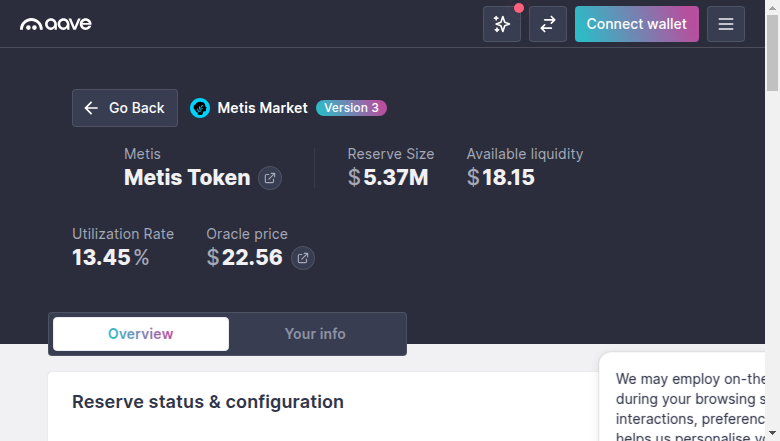 aave
Connect wallet
Go Back
Metis Market
Version 3
Metis
Metis Token
Reserve Size
$5.37M
Available liquidity
$18.15
Utilization Rate
13.45%
Oracle price
$22.56
Overview
Your info
Reserve status & configuration
We may employ on-the
during your browsing s
interactions, preferenc
helps us personalise yo